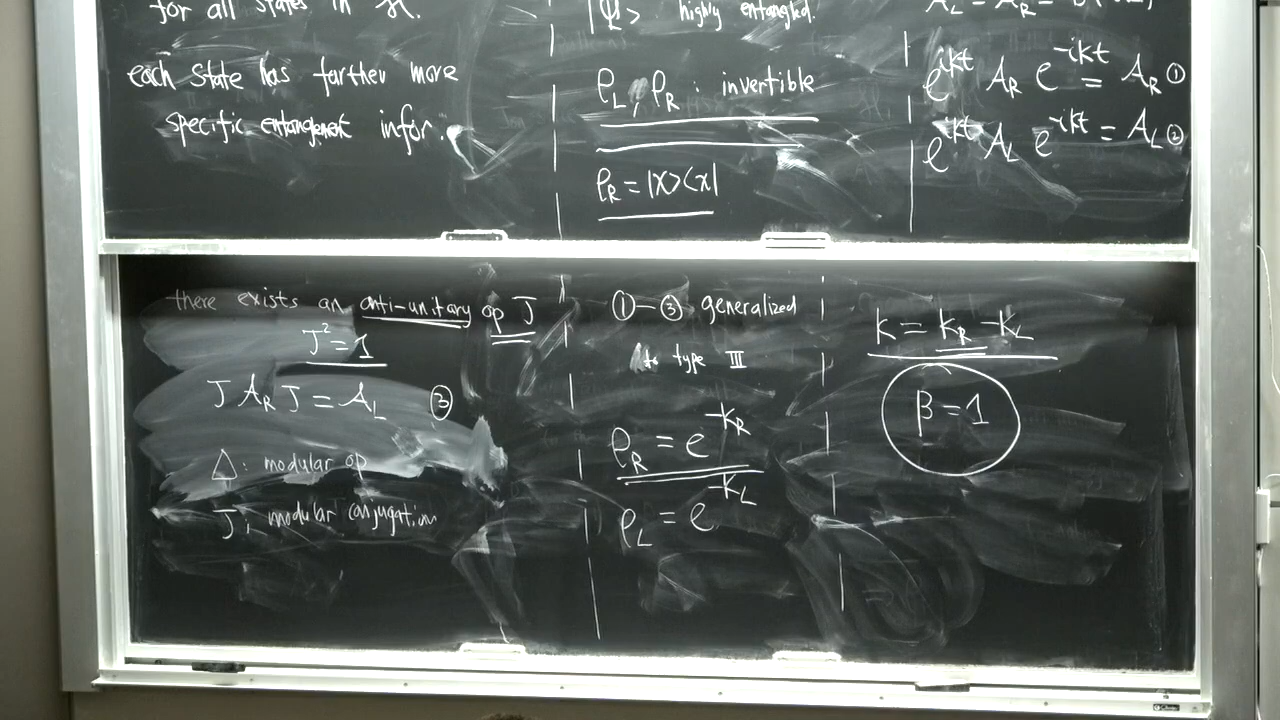 for all states in H.
each state has further more
specific entanglement infor.
|Ψ> highly entangled.
ρ_L, ρ_R : invertible
ρ_R = |X><X|
e^{ikt} A_R e^{-ikt} = A_R ①
e^{ikt} A_L e^{-ikt} = A_L ②
there exists an anti-unitary op J
J² = 1
J A_R J = A_L ③
△ : modular op
J, modular conjugation
①-③ generalized
to type III
ρ_R = e^{-K_R}
ρ_L = e^{-K_L}
K = K_R - K_L
β = 1